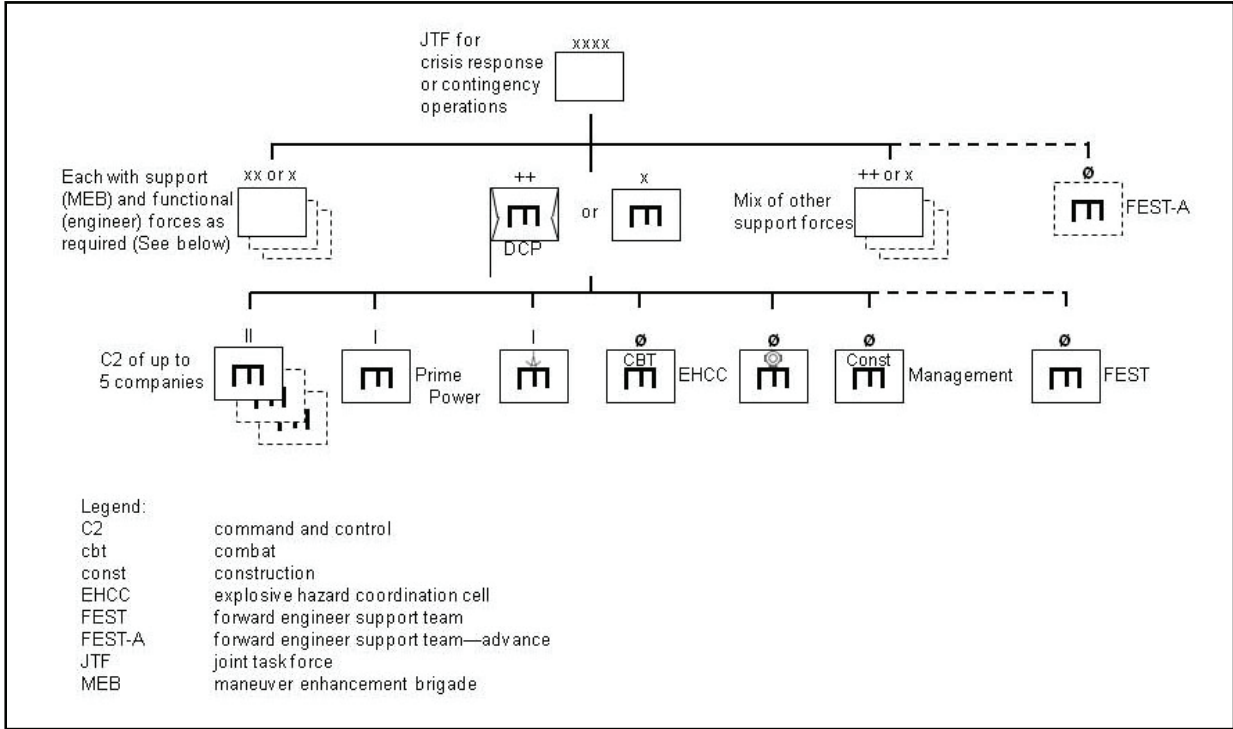 JTF for
crisis response
or contingency
operations
xxxx
Each with support
(MEB) and functional
(engineer) forces as
required (See below)
xx or x
++
DCP
or
x
Mix of other
support forces
++ or x
Ø
FEST-A
C2 of up to
5 companies
II
I
Prime
Power
I
Ø
CBT
EHCC
Ø
Ø
Const
Management
Ø
FEST
Legend:
C2 command and control
cbt combat
const construction
EHCC explosive hazard coordination cell
FEST forward engineer support team
FEST-A forward engineer support team—advance
JTF joint task force
MEB maneuver enhancement brigade